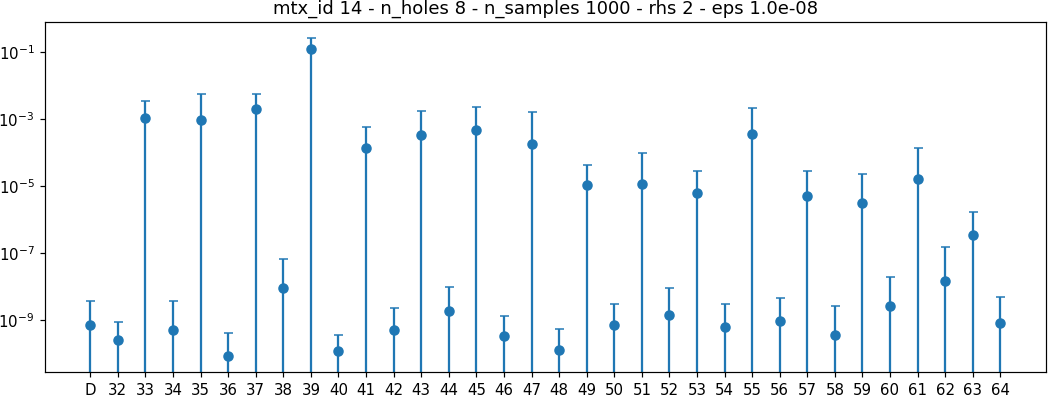 mtx_id 14 - n_holes 8 - n_samples 1000 - rhs 2 - eps 1.0e-08
10⁻¹
10⁻³
10⁻⁵
10⁻⁷
10⁻⁹
D 32 33 34 35 36 37 38 39 40 41 42 43 44 45 46 47 48 49 50 51 52 53 54 55 56 57 58 59 60 61 62 63 64